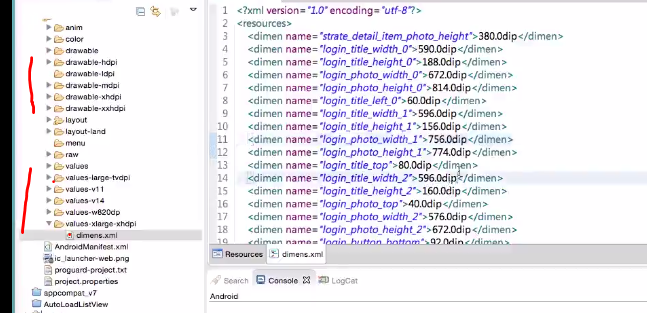 anim
color
drawable
drawable-hdpi
drawable-ldpi
drawable-mdpi
drawable-xhdpi
drawable-xxhdpi
layout
layout-land
menu
raw
values
values-large-tvdpi
values-v11
values-v14
values-w820dp
values-xlarge-xhdpi
dimens.xml
AndroidManifest.xml
ic_launcher-web.png
proguard-project.txt
project.properties
appcompat_v7
AutoLoadListView
1 <?xml version="1.0" encoding="utf-8"?>
2 <resources>
3 <dimen name="strate_detail_item_photo_height">380.0dip</dimen>
4 <dimen name="login_title_width_0">590.0dip</dimen>
5 <dimen name="login_title_height_0">188.0dip</dimen>
6 <dimen name="login_photo_width_0">672.0dip</dimen>
7 <dimen name="login_photo_height_0">814.0dip</dimen>
8 <dimen name="login_title_left_0">60.0dip</dimen>
9 <dimen name="login_title_width_1">596.0dip</dimen>
10 <dimen name="login_title_height_1">156.0dip</dimen>
11 <dimen name="login_photo_width_1">756.0dip</dimen>
12 <dimen name="login_photo_height_1">774.0dip</dimen>
13 <dimen name="login_title_top">80.0dip</dimen>
14 <dimen name="login_title_width_2">596.0dip</dimen>
15 <dimen name="login_title_height_2">160.0dip</dimen>
16 <dimen name="login_photo_top">40.0dip</dimen>
17 <dimen name="login_photo_width_2">576.0dip</dimen>
18 <dimen name="login_photo_height_2">672.0dip</dimen>
19 <dimen name="login_button_bottom">92.0dip</dimen>
Resources dimens.xml
Search Console LogCat
Android